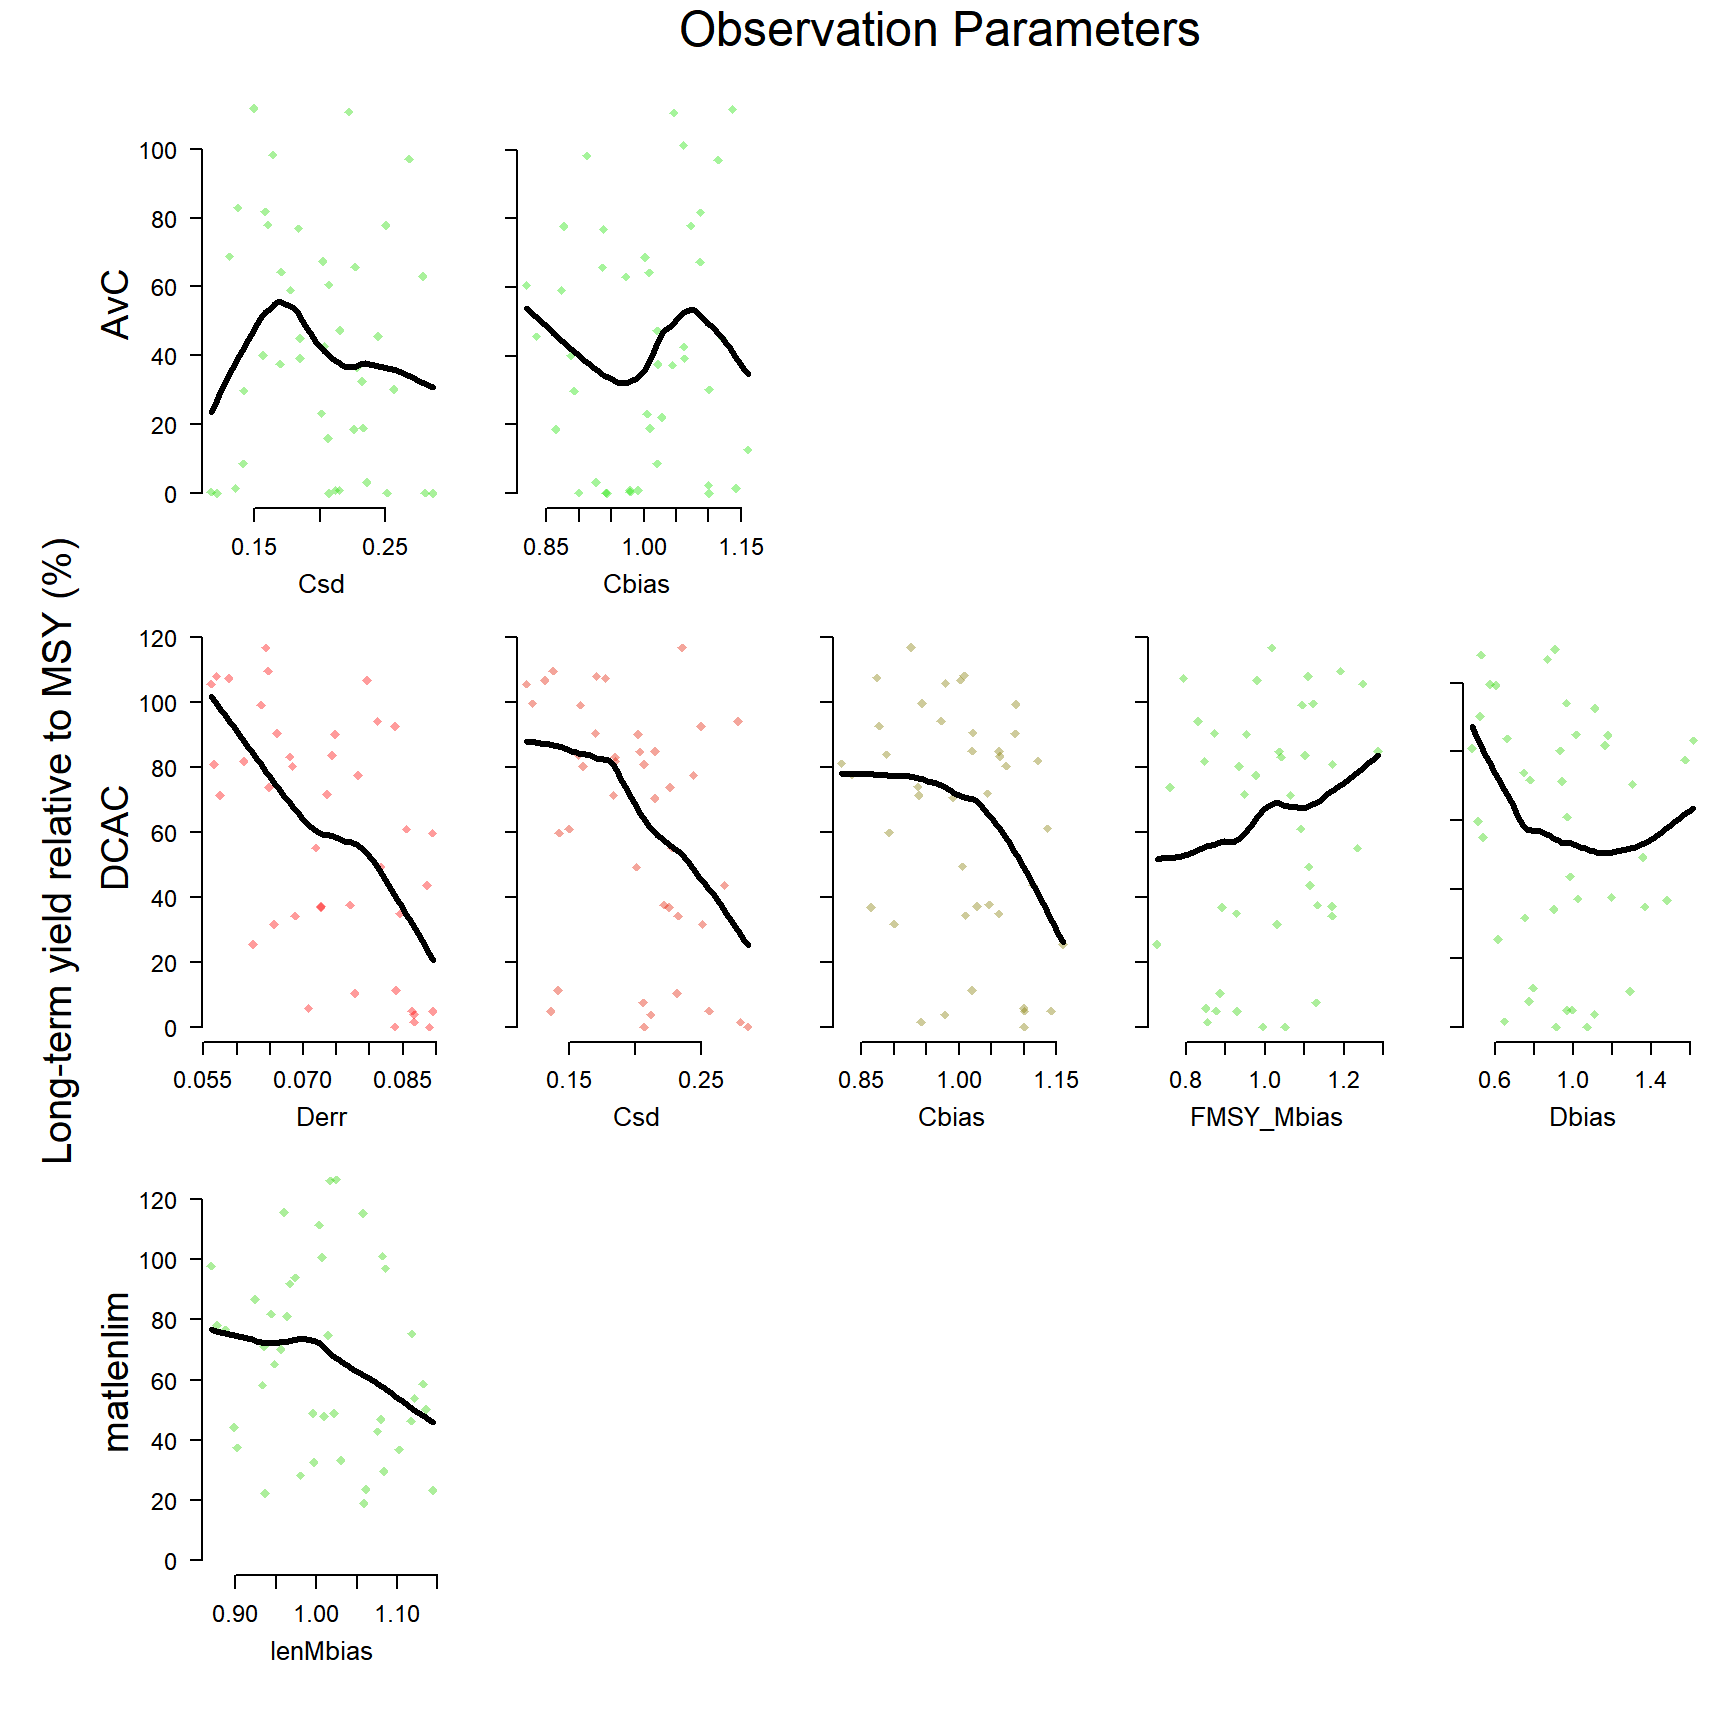 Observation Parameters
Long-term yield relative to MSY (%)
AvC
100
80
60
40
20
0
0.15 0.25
Csd
0.85 1.00 1.15
Cbias
DCAC
120
100
80
60
40
20
0
0.055 0.070 0.085
Derr
0.15 0.25
Csd
0.85 1.00 1.15
Cbias
0.8 1.0 1.2
FMSY_Mbias
0.6 1.0 1.4
Dbias
matlenlim
120
100
80
60
40
20
0
0.90 1.00 1.10
lenMbias